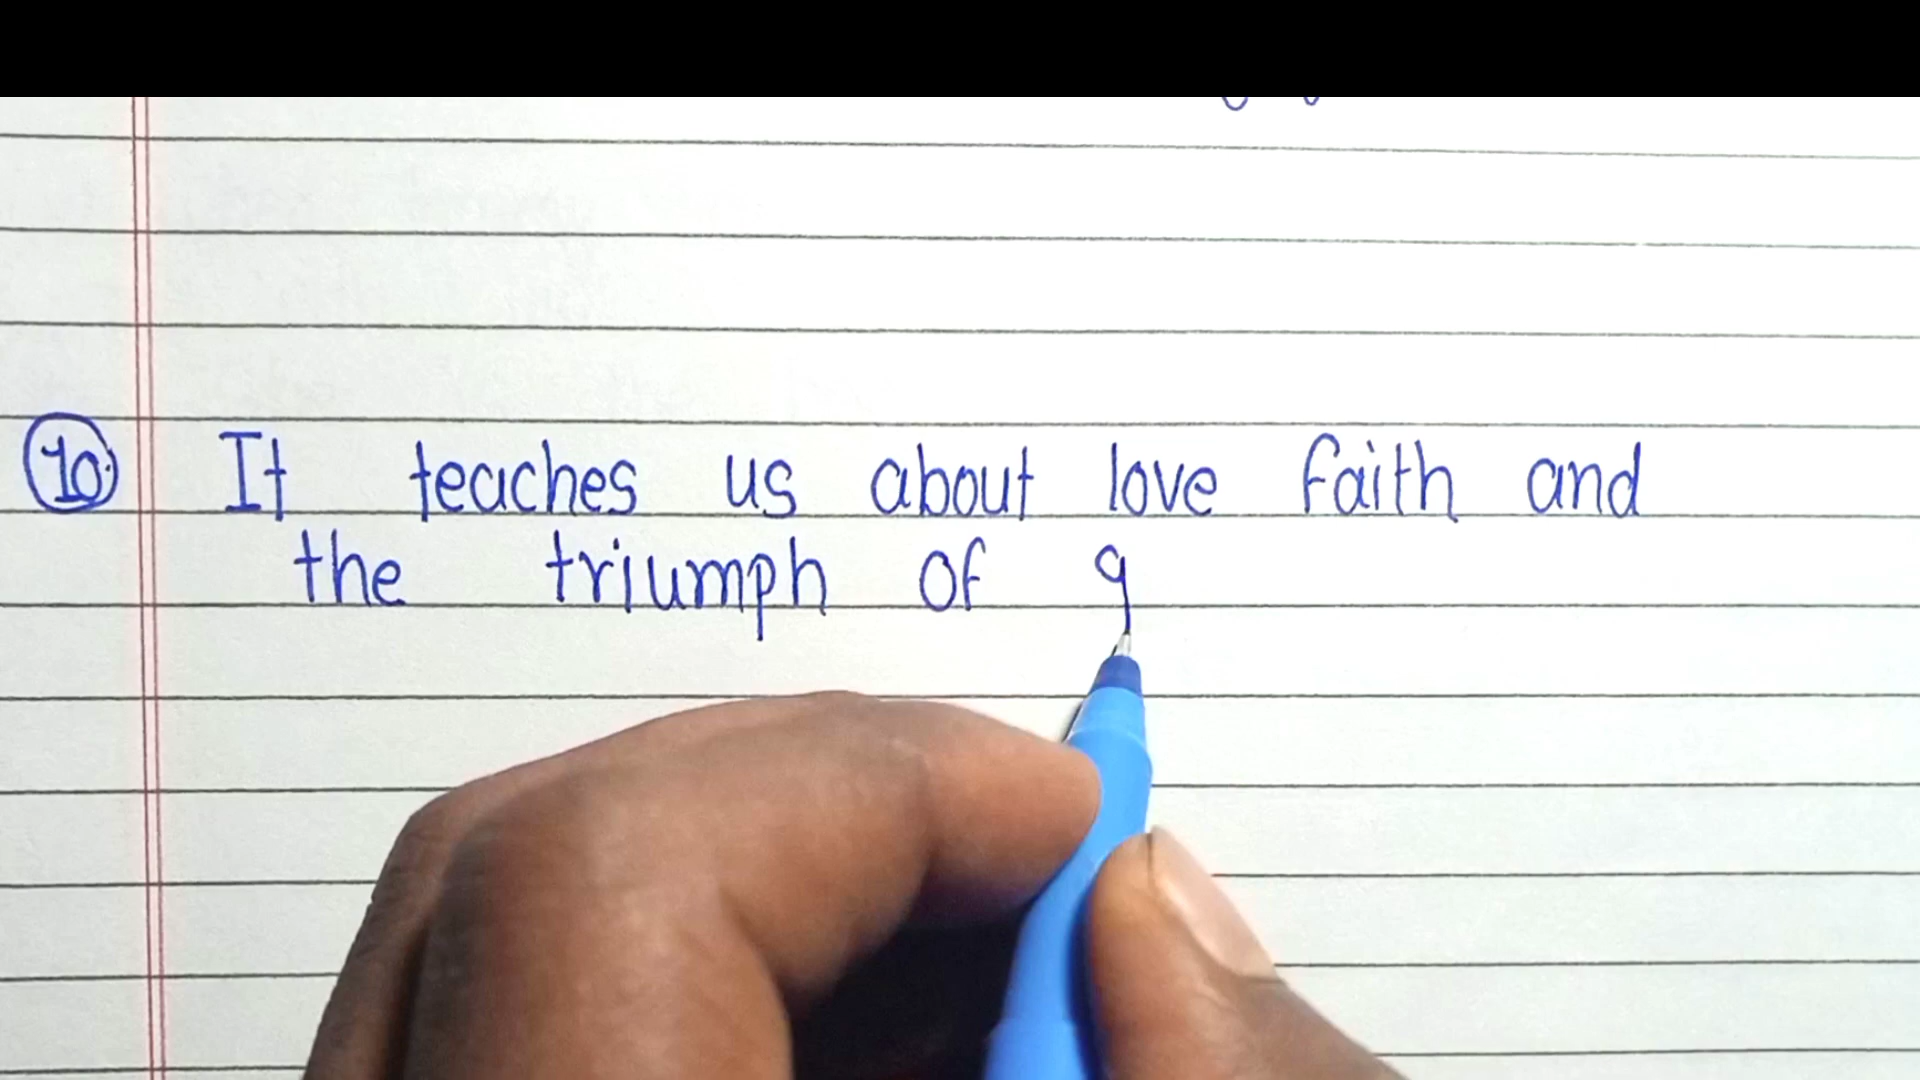 10 It teaches us about love faith and
the triumph of g